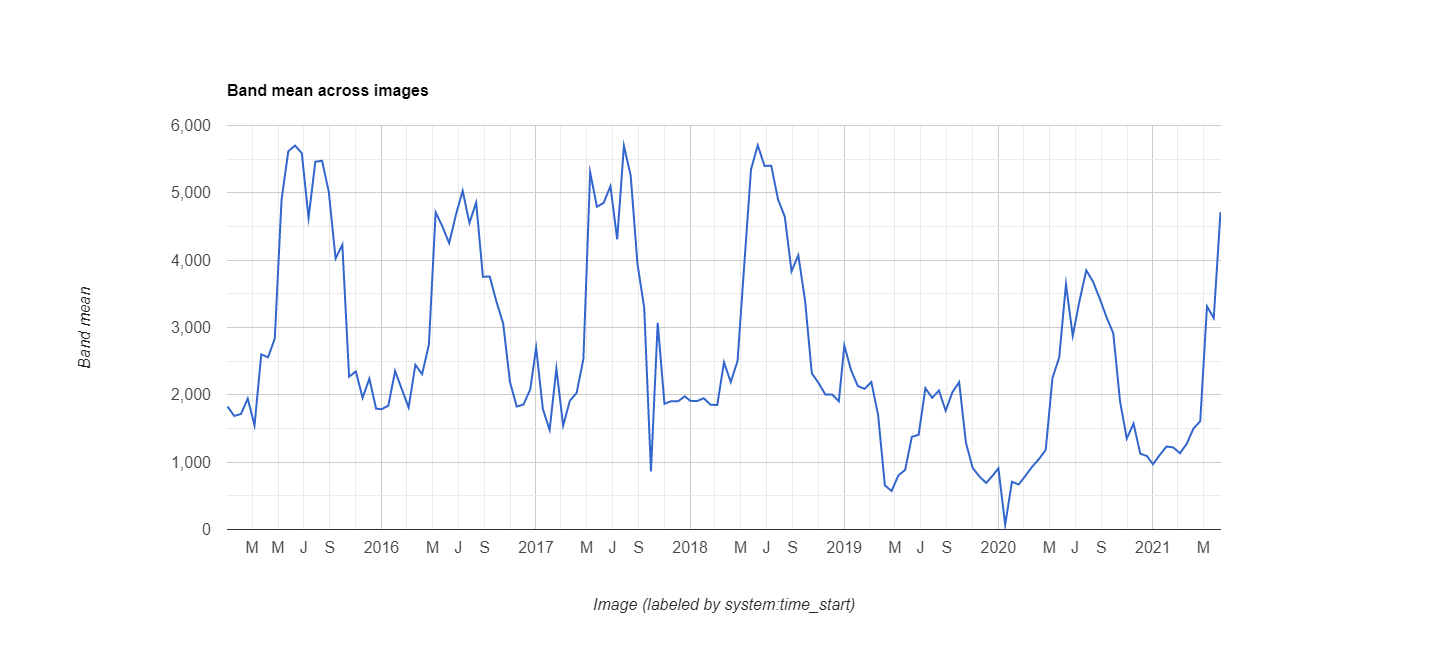 Band mean across images
6,000
5,000
4,000
3,000
2,000
1,000
0
Band mean
M M J S 2016 M J S 2017 M J S 2018 M J S 2019 M J S 2020 M J S 2021 M
Image (labeled by system:time_start)